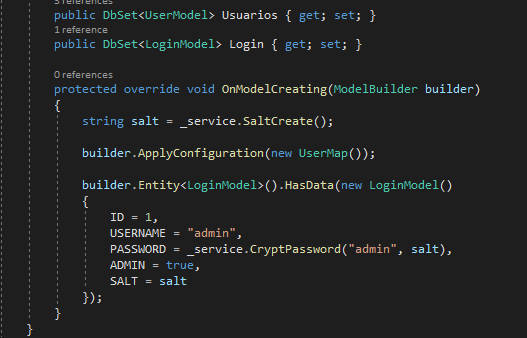 3 references
public DbSet<UserModel> Usuarios { get; set; }
1 reference
public DbSet<LoginModel> Login { get; set; }
0 references
protected override void OnModelCreating(ModelBuilder builder)
{
string salt = _service.SaltCreate();
builder.ApplyConfiguration(new UserMap());
builder.Entity<LoginModel>().HasData(new LoginModel()
{
ID = 1,
USERNAME = "admin",
PASSWORD = _service.CryptPassword("admin", salt),
ADMIN = true,
SALT = salt
});
}
}